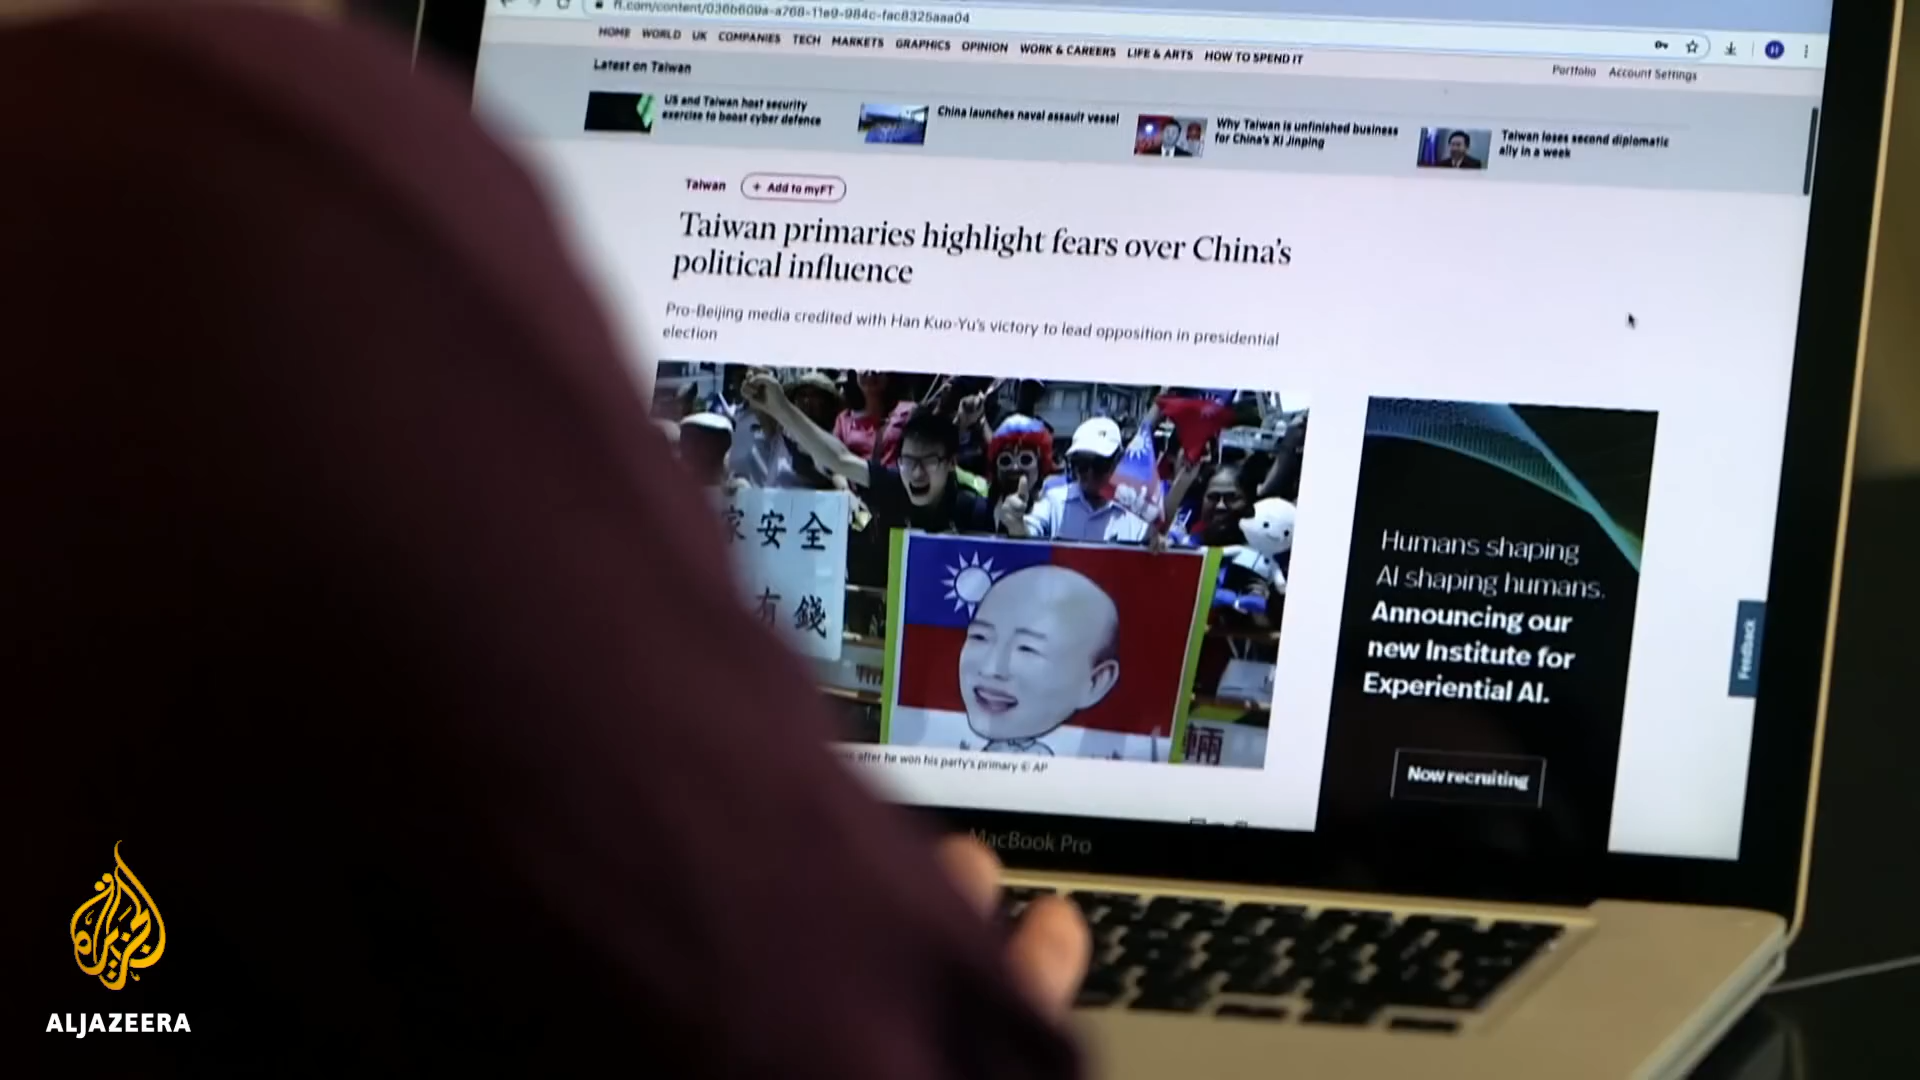 ft.com/content/036b609a-a768-11e9-984c-fac8325aaa04
HOME WORLD UK COMPANIES TECH MARKETS GRAPHICS OPINION WORK & CAREERS LIFE & ARTS HOW TO SPEND IT
Portfolio Account Settings
Latest on Taiwan
US and Taiwan host security
exercise to boost cyber defence
China launches naval assault vessel
Why Taiwan is unfinished business
for China's Xi Jinping
Taiwan loses second diplomatic
ally in a week
Taiwan + Add to myFT
Taiwan primaries highlight fears over China's
political influence
Pro-Beijing media credited with Han Kuo-Yu's victory to lead opposition in presidential
election
家安全
有錢
輛
after he won his party's primary © AP
Humans shaping
AI shaping humans.
Announcing our
new Institute for
Experiential AI.
Now recruiting
Feedback
MacBook Pro
الجزيرة
ALJAZEERA